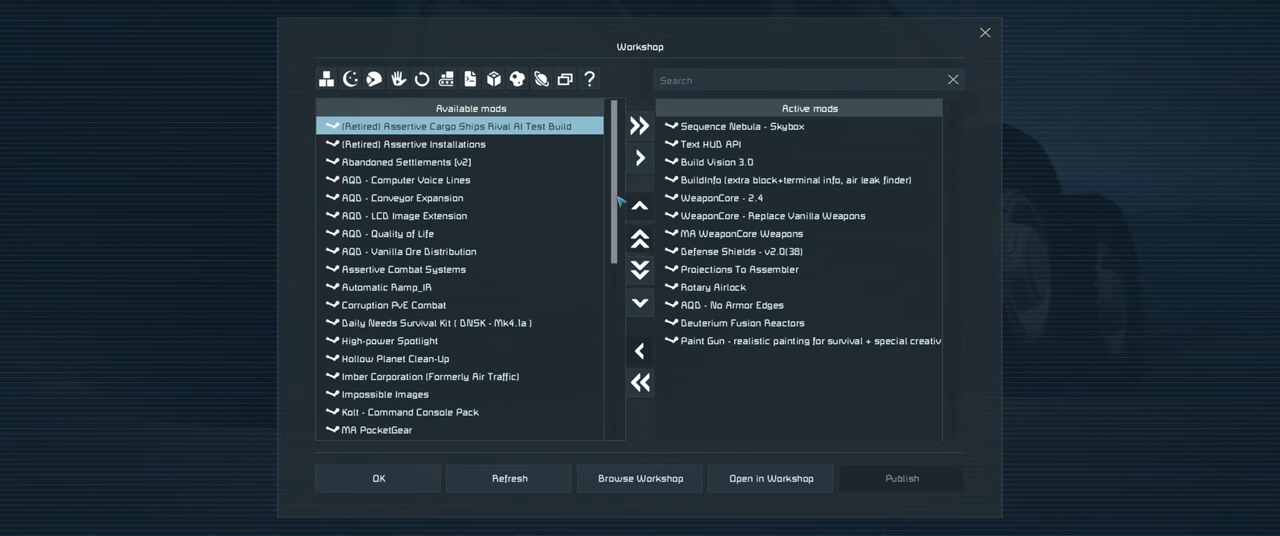 Workshop
Search
Available mods
(Retired) Assertive Cargo Ships Rival AI Test Build
(Retired) Assertive Installations
Abandoned Settlements [v2]
AQD - Computer Voice Lines
AQD - Conveyor Expansion
AQD - LCD Image Extension
AQD - Quality of Life
AQD - Vanilla Ore Distribution
Assertive Combat Systems
Automatic Ramp_IR
Corruption PvE Combat
Daily Needs Survival Kit ( DNSK - Mk4.1a )
High-power Spotlight
Hollow Planet Clean-Up
Imber Corporation (Formerly Air Traffic)
Impossible Images
Kolt - Command Console Pack
MA PocketGear
Active mods
Sequence Nebula - Skybox
Text HUD API
Build Vision 3.0
BuildInfo (extra block+terminal info, air leak finder)
WeaponCore - 2.4
WeaponCore - Replace Vanilla Weapons
MA WeaponCore Weapons
Defense Shields - v2.0(38)
Projections To Assembler
Rotary Airlock
AQD - No Armor Edges
Deuterium Fusion Reactors
Paint Gun - realistic painting for survival + special creativ
OK
Refresh
Browse Workshop
Open in Workshop
Publish